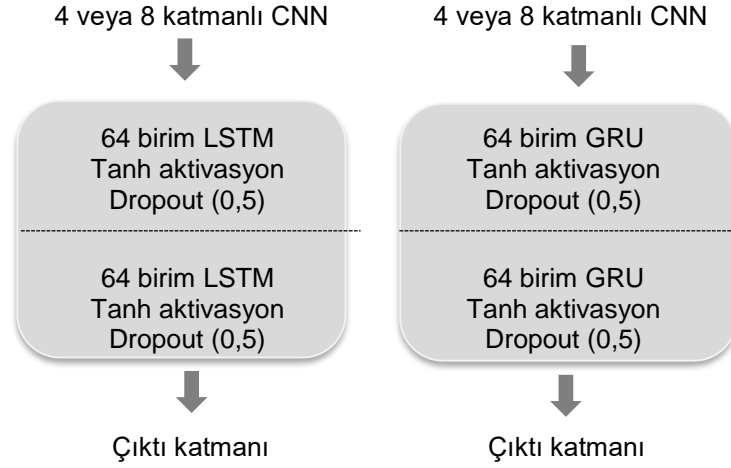 4 veya 8 katmanlı CNN
64 birim LSTM
Tanh aktivasyon
Dropout (0,5)
64 birim LSTM
Tanh aktivasyon
Dropout (0,5)
Çıktı katmanı
4 veya 8 katmanlı CNN
64 birim GRU
Tanh aktivasyon
Dropout (0,5)
64 birim GRU
Tanh aktivasyon
Dropout (0,5)
Çıktı katmanı